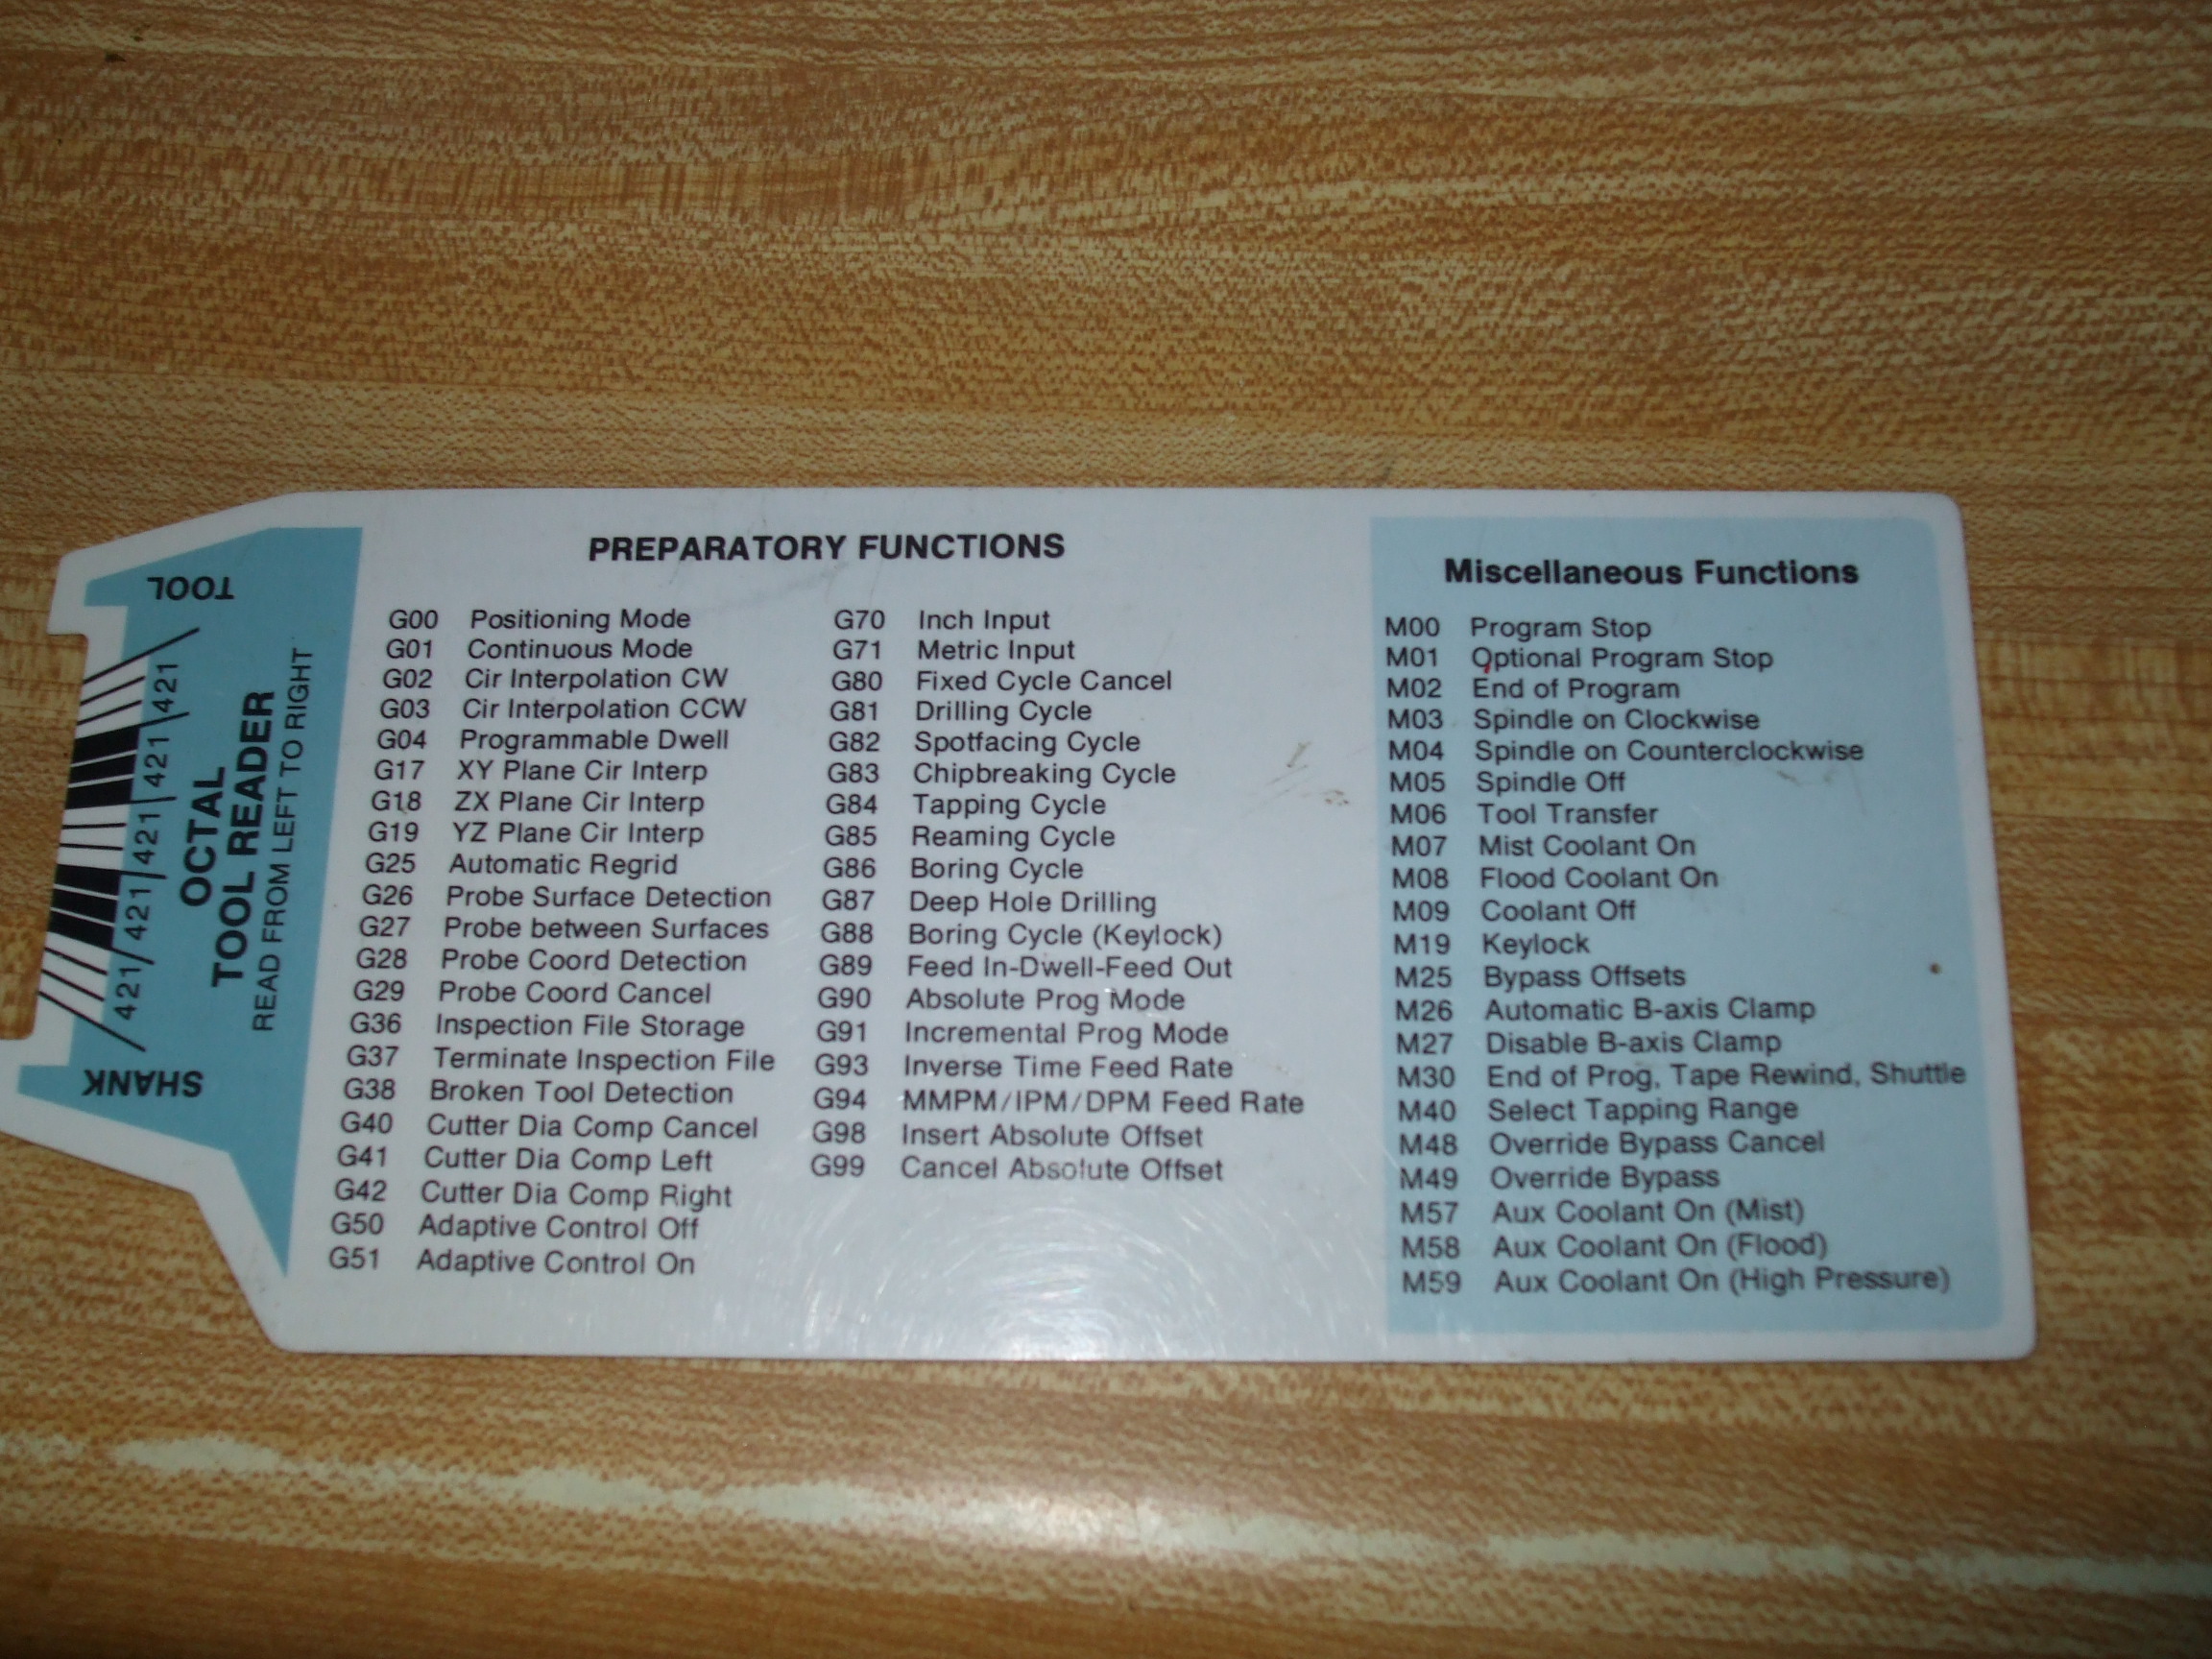 TOOL
421 421 421 421 421 421
SHANK
OCTAL
TOOL READER
READ FROM LEFT TO RIGHT
PREPARATORY FUNCTIONS
G00 Positioning Mode
G01 Continuous Mode
G02 Cir Interpolation CW
G03 Cir Interpolation CCW
G04 Programmable Dwell
G17 XY Plane Cir Interp
G18 ZX Plane Cir Interp
G19 YZ Plane Cir Interp
G25 Automatic Regrid
G26 Probe Surface Detection
G27 Probe between Surfaces
G28 Probe Coord Detection
G29 Probe Coord Cancel
G36 Inspection File Storage
G37 Terminate Inspection File
G38 Broken Tool Detection
G40 Cutter Dia Comp Cancel
G41 Cutter Dia Comp Left
G42 Cutter Dia Comp Right
G50 Adaptive Control Off
G51 Adaptive Control On
G70 Inch Input
G71 Metric Input
G80 Fixed Cycle Cancel
G81 Drilling Cycle
G82 Spotfacing Cycle
G83 Chipbreaking Cycle
G84 Tapping Cycle
G85 Reaming Cycle
G86 Boring Cycle
G87 Deep Hole Drilling
G88 Boring Cycle (Keylock)
G89 Feed In-Dwell-Feed Out
G90 Absolute Prog Mode
G91 Incremental Prog Mode
G93 Inverse Time Feed Rate
G94 MMPM/IPM/DPM Feed Rate
G98 Insert Absolute Offset
G99 Cancel Absolute Offset
Miscellaneous Functions
M00 Program Stop
M01 Optional Program Stop
M02 End of Program
M03 Spindle on Clockwise
M04 Spindle on Counterclockwise
M05 Spindle Off
M06 Tool Transfer
M07 Mist Coolant On
M08 Flood Coolant On
M09 Coolant Off
M19 Keylock
M25 Bypass Offsets
M26 Automatic B-axis Clamp
M27 Disable B-axis Clamp
M30 End of Prog, Tape Rewind, Shuttle
M40 Select Tapping Range
M48 Override Bypass Cancel
M49 Override Bypass
M57 Aux Coolant On (Mist)
M58 Aux Coolant On (Flood)
M59 Aux Coolant On (High Pressure)